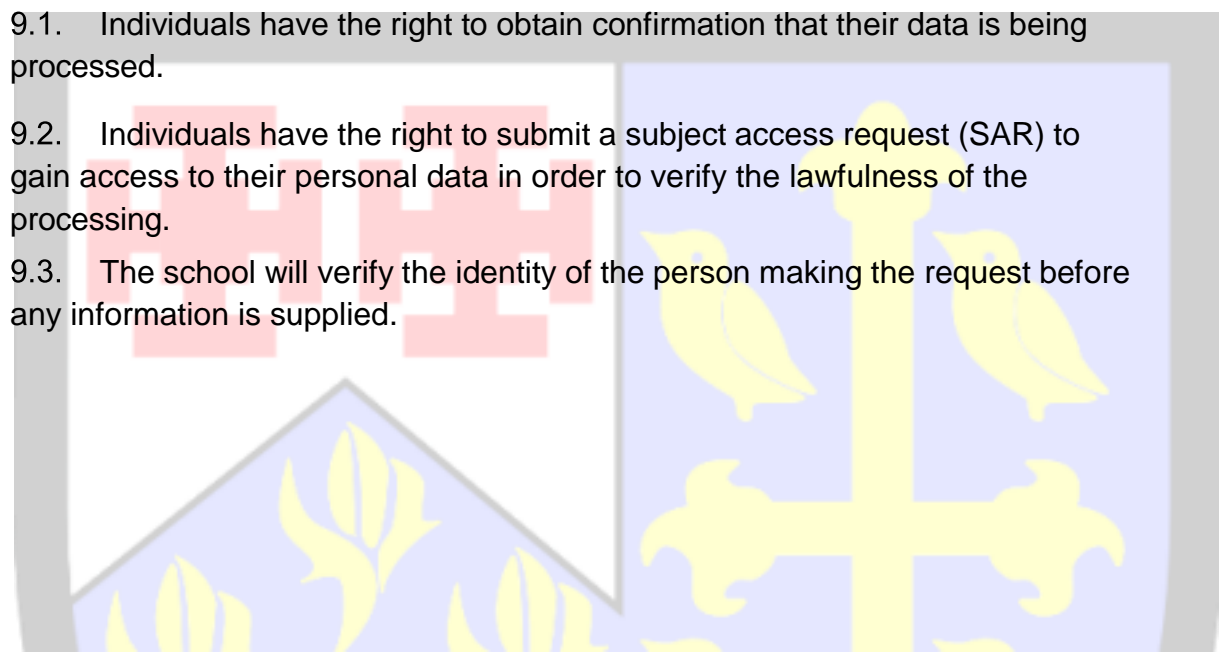 9.1. Individuals have the right to obtain confirmation that their data is being
processed.
9.2. Individuals have the right to submit a subject access request (SAR) to
gain access to their personal data in order to verify the lawfulness of the
processing.
9.3. The school will verify the identity of the person making the request before
any information is supplied.